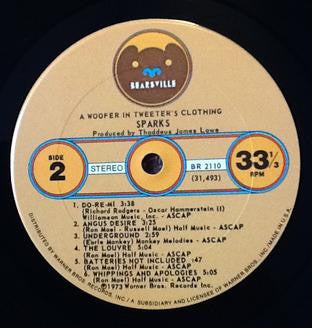 BEARSVILLE
A WOOFER IN TWEETER'S CLOTHING
SPARKS
Produced by Thaddeus James Lowe
SIDE 2
STEREO
BR 2110
(31,493)
33 1/3 RPM
1. DO-RE-MI 3:38
(Richard Rodgers - Oscar Hammerstein II)
Williamson Music, Inc. - ASCAP
2. ANGUS DESIRE 3:25
(Ron Mael - Russell Mael) Half Music - ASCAP
3. UNDERGROUND 2:59
(Earle Mankey) Monkey Melodies - ASCAP
4. THE LOUVRE 5:04
(Ron Mael) Half Music - ASCAP
5. BATTERIES NOT INCLUDED :47
(Ron Mael) Half Music - ASCAP
6. WHIPPINGS AND APOLOGIES 5:05
(Ron Mael) Half Music - ASCAP
©1973 Warner Bros. Records Inc.
DISTRIBUTED BY WARNER BROS. RECORDS INC. / A SUBSIDIARY AND LICENSEE OF WARNER BROS. INC. MADE IN U.S.A.